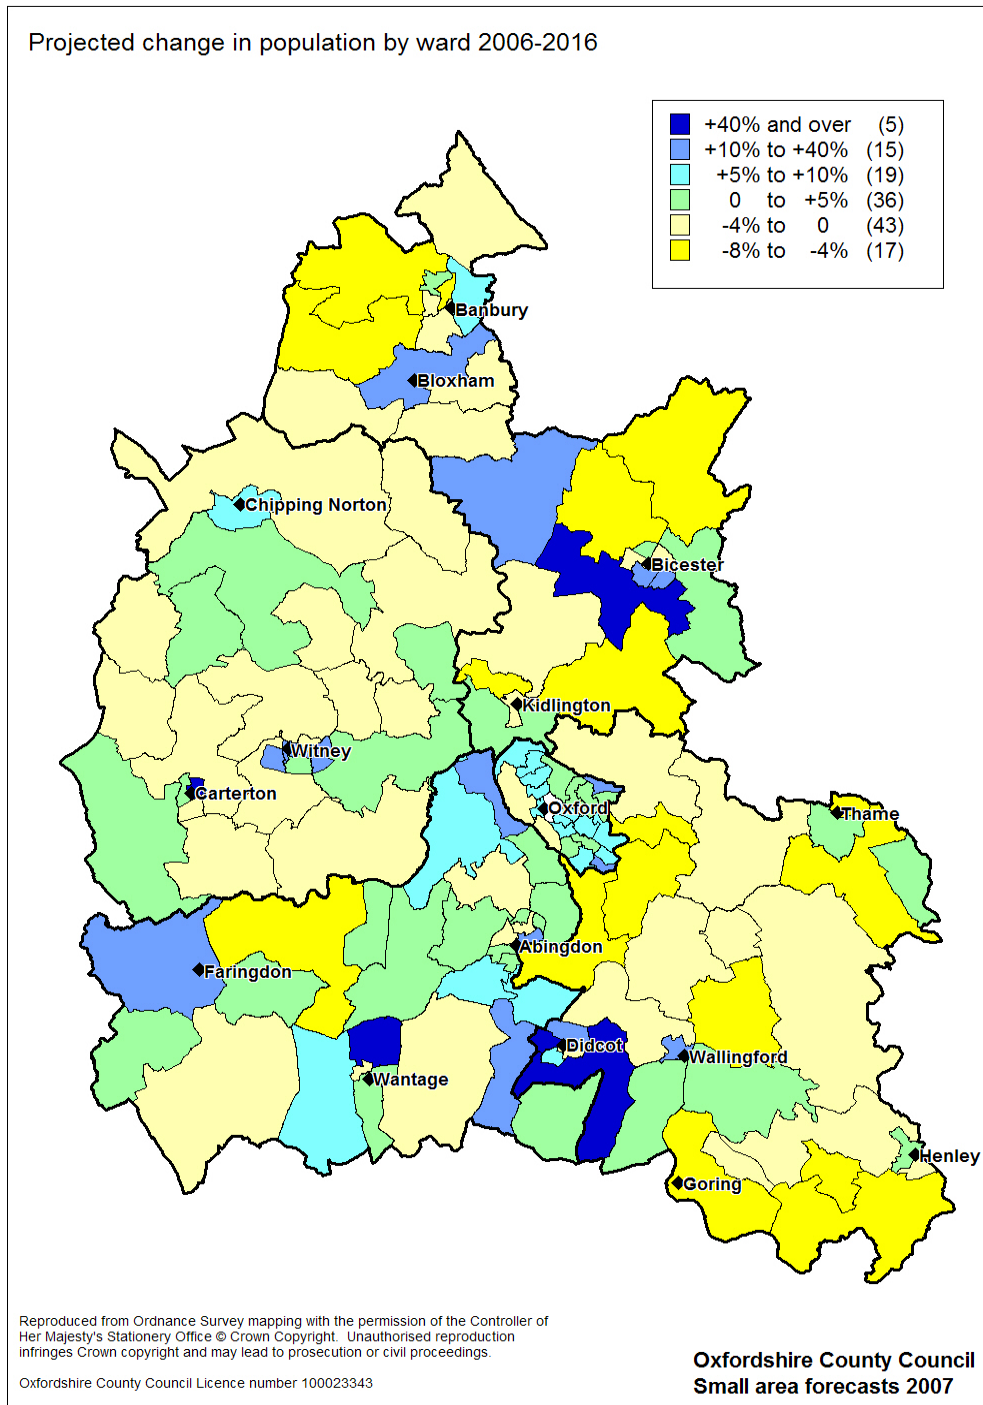 Projected change in population by ward 2006-2016
+40% and over (5)
+10% to +40% (15)
+5% to +10% (19)
0 to +5% (36)
-4% to 0 (43)
-8% to -4% (17)
Banbury
Bloxham
Chipping Norton
Bicester
Kidlington
Witney
Carterton
Oxford
Thame
Abingdon
Faringdon
Didcot
Wallingford
Wantage
Henley
Goring
Reproduced from Ordnance Survey mapping with the permission of the Controller of
Her Majesty's Stationery Office © Crown Copyright. Unauthorised reproduction
infringes Crown copyright and may lead to prosecution or civil proceedings.
Oxfordshire County Council Licence number 100023343
Oxfordshire County Council
Small area forecasts 2007